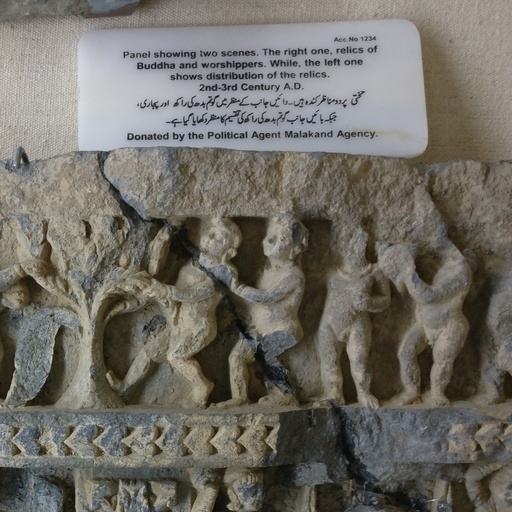 Acc.No 1234
Panel showing two scenes. The right one, relics of
Buddha and worshippers. While, the left one
shows distribution of the relics.
2nd-3rd Century A.D.
تختی پر دو مناظر کندہ ہیں۔ دائیں جانب کے منظر میں گوتم بدھ کی راکھ اور پجاری،
جبکہ بائیں جانب گوتم بدھ کی راکھ کی تقسیم کا منظر دکھایا گیا ہے۔
Donated by the Political Agent Malakand Agency.